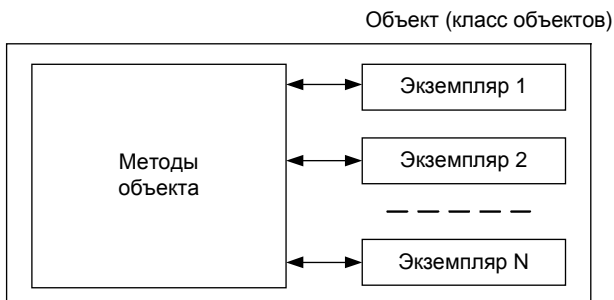 Объект (класс объектов)
Экземпляр 1
Методы
объекта
Экземпляр 2
Экземпляр N